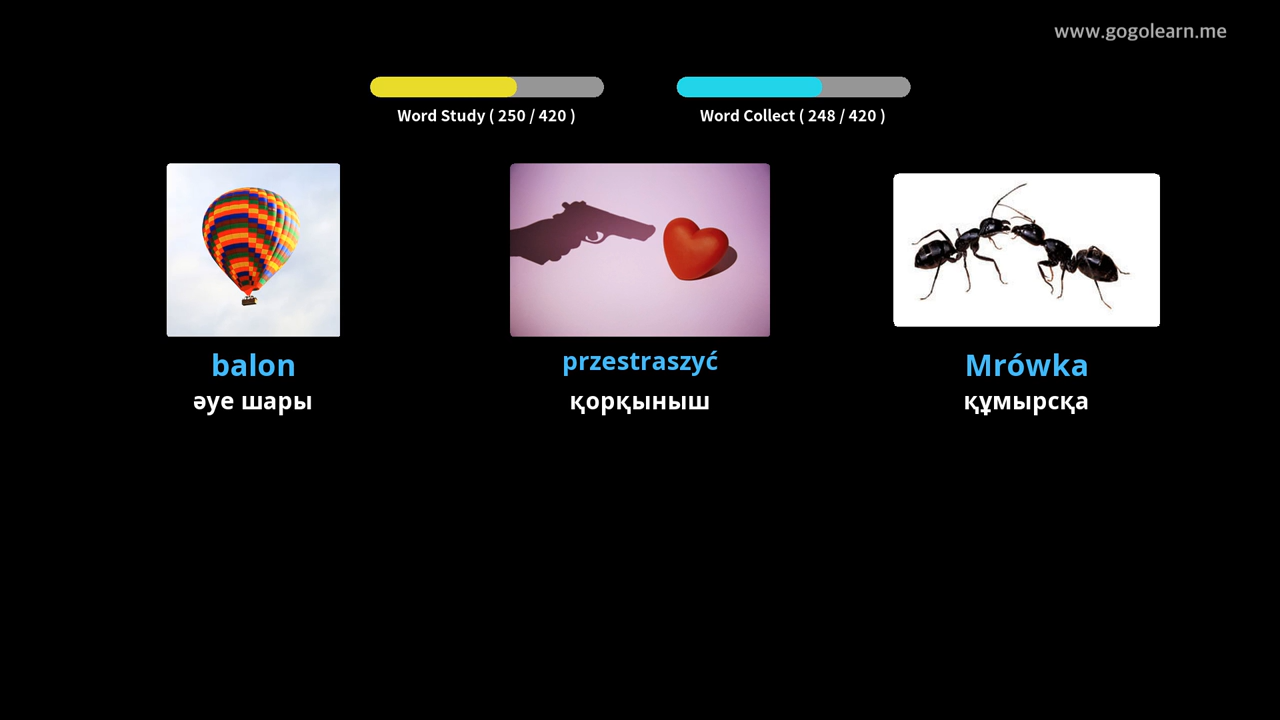 www.gogolearn.me
Word Study ( 250 / 420 )
Word Collect ( 248 / 420 )
balon
przestraszyć
Mrówka
әуе шары
қорқыныш
құмырсқа